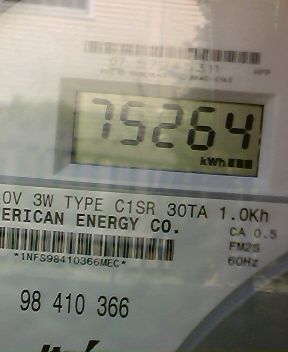 75264
kWh
0V 3W TYPE C1SR 30TA 1.0Kh
ERICAN ENERGY CO.
CA 0.5
FM2S
60Hz
*1NFS98410366MEC*
98 410 366